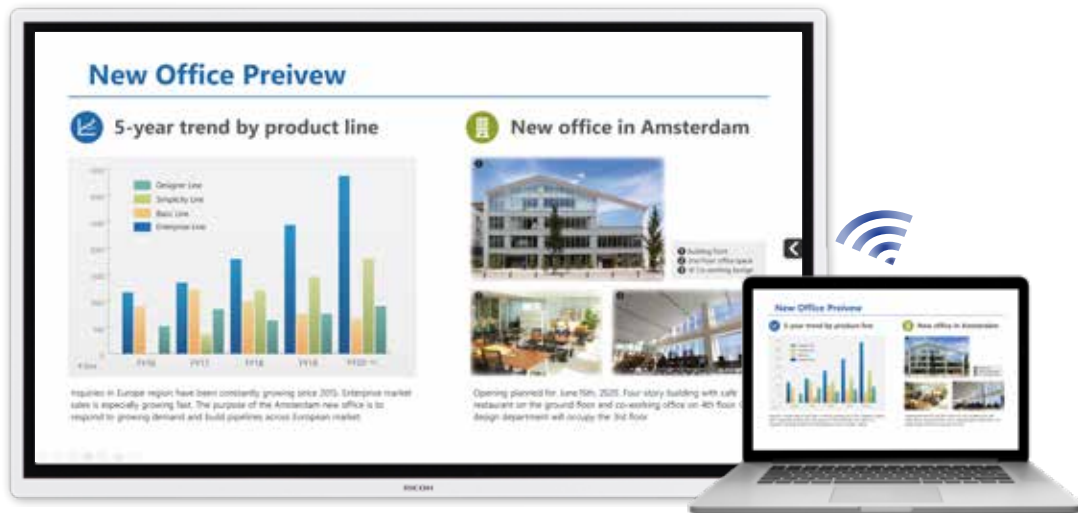 New Office Preivew
5-year trend by product line
Designer Line
Simplicity Line
Basic Line
Enterprise Line
FY16 FY17 FY18 FY19 FY20
Inquiries in Europe region have been constantly growing since 2015. Enterprise market
sales is especially growing fast. The purpose of the Amsterdam new office is to
respond to growing demand and build pipelines across European market.
New office in Amsterdam
1 Building front
2 2nd floor office space
3 4F Co-working lounge
Opening planned for June 15th, 2020. Four story building with cafe
restaurant on the ground floor and co-working office on 4th floor.
design department will occupy the 3rd floor
RICOH
New Office Preivew
5-year trend by product line
New office in Amsterdam